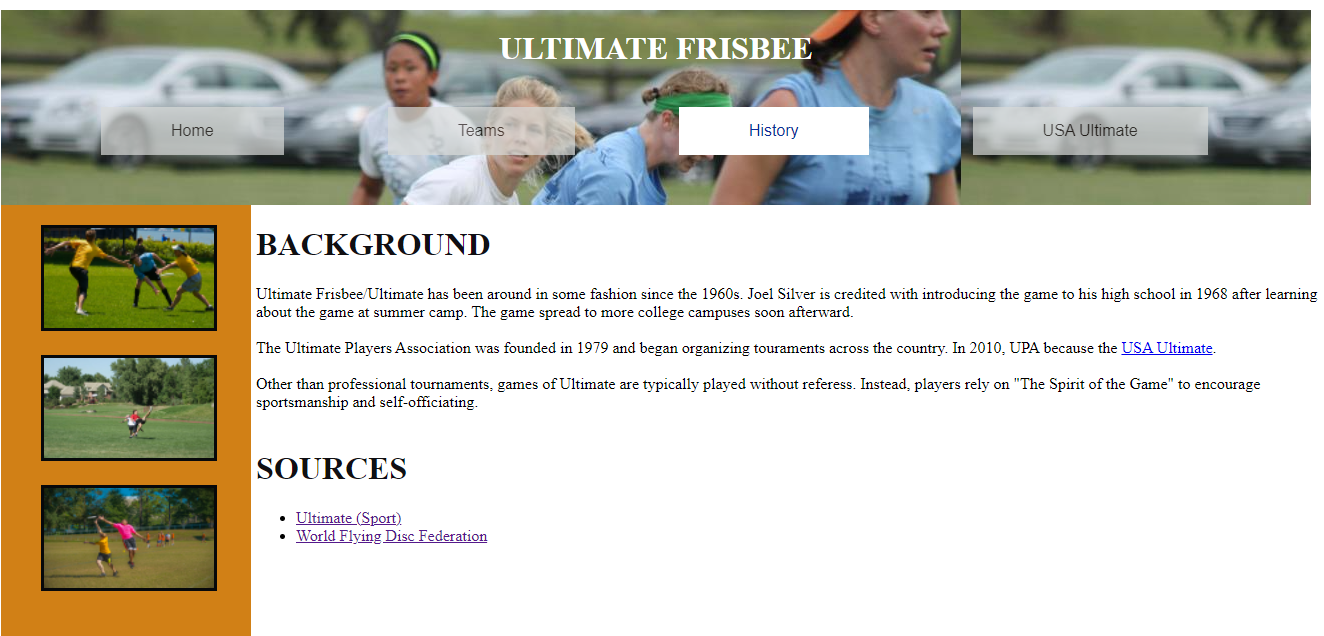 ULTIMATE FRISBEE
Home Teams History USA Ultimate
BACKGROUND
Ultimate Frisbee/Ultimate has been around in some fashion since the 1960s. Joel Silver is credited with introducing the game to his high school in 1968 after learning
about the game at summer camp. The game spread to more college campuses soon afterward.
The Ultimate Players Association was founded in 1979 and began organizing touraments across the country. In 2010, UPA because the USA Ultimate.
Other than professional tournaments, games of Ultimate are typically played without referess. Instead, players rely on "The Spirit of the Game" to encourage
sportsmanship and self-officiating.
SOURCES
• Ultimate (Sport)
• World Flying Disc Federation